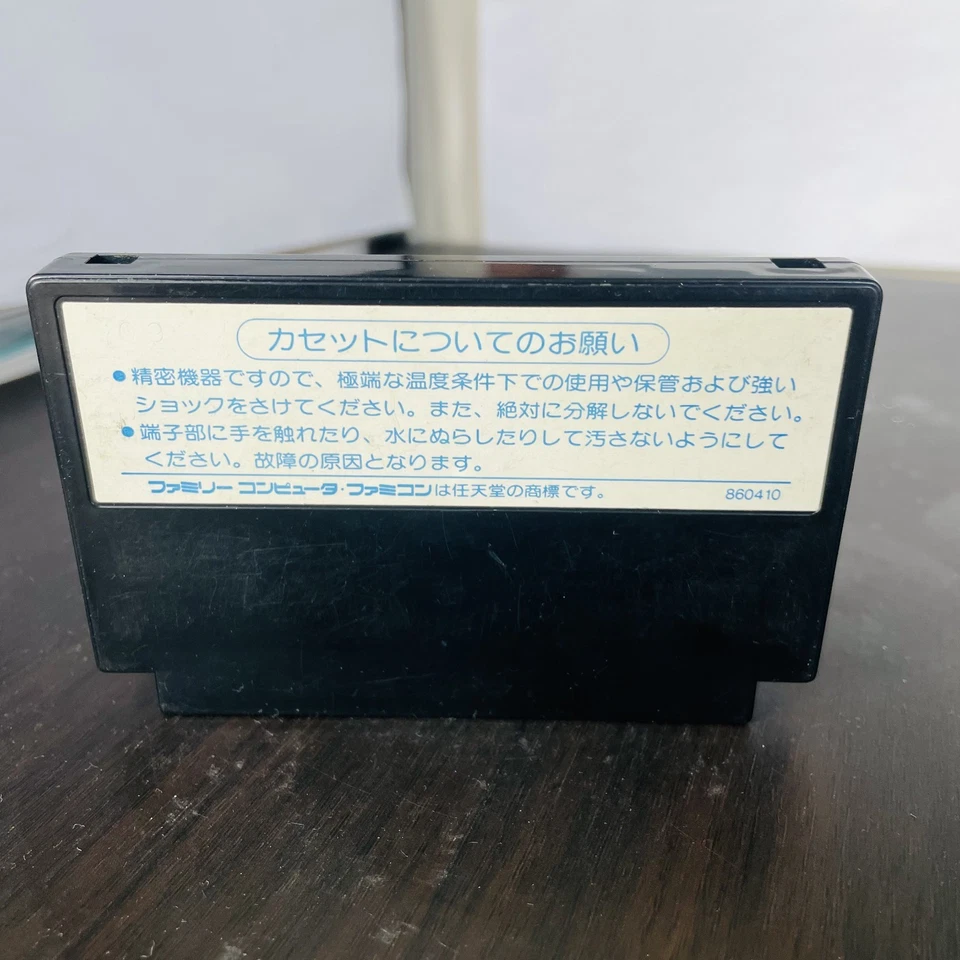 カセットについてのお願い
●精密機器ですので、極端な温度条件下での使用や保管および強い
ショックをさけてください。また、絶対に分解しないでください。
●端子部に手を触れたり、水にぬらしたりして汚さないようにして
ください。故障の原因となります。
ファミリーコンピュータ・ファミコンは任天堂の商標です。 860410